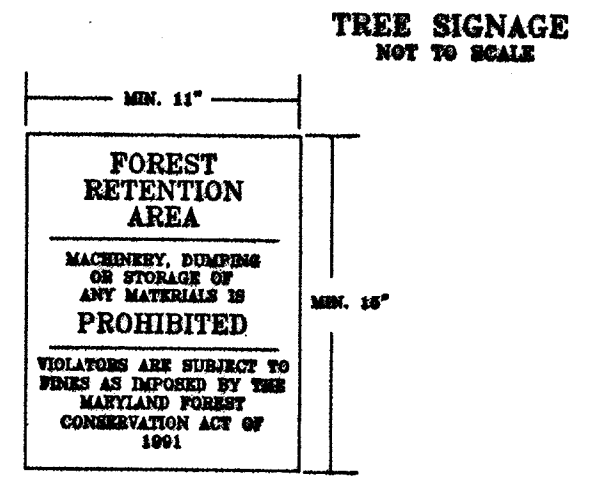 TREE SIGNAGE
NOT TO SCALE
MIN. 11"
FOREST
RETENTION
AREA
MACHINERY, DUMPING
OR STORAGE OF
ANY MATERIALS IS
PROHIBITED
MIN. 15"
VIOLATORS ARE SUBJECT TO
FINES AS IMPOSED BY THE
MARYLAND FOREST
CONSERVATION ACT OF
1991